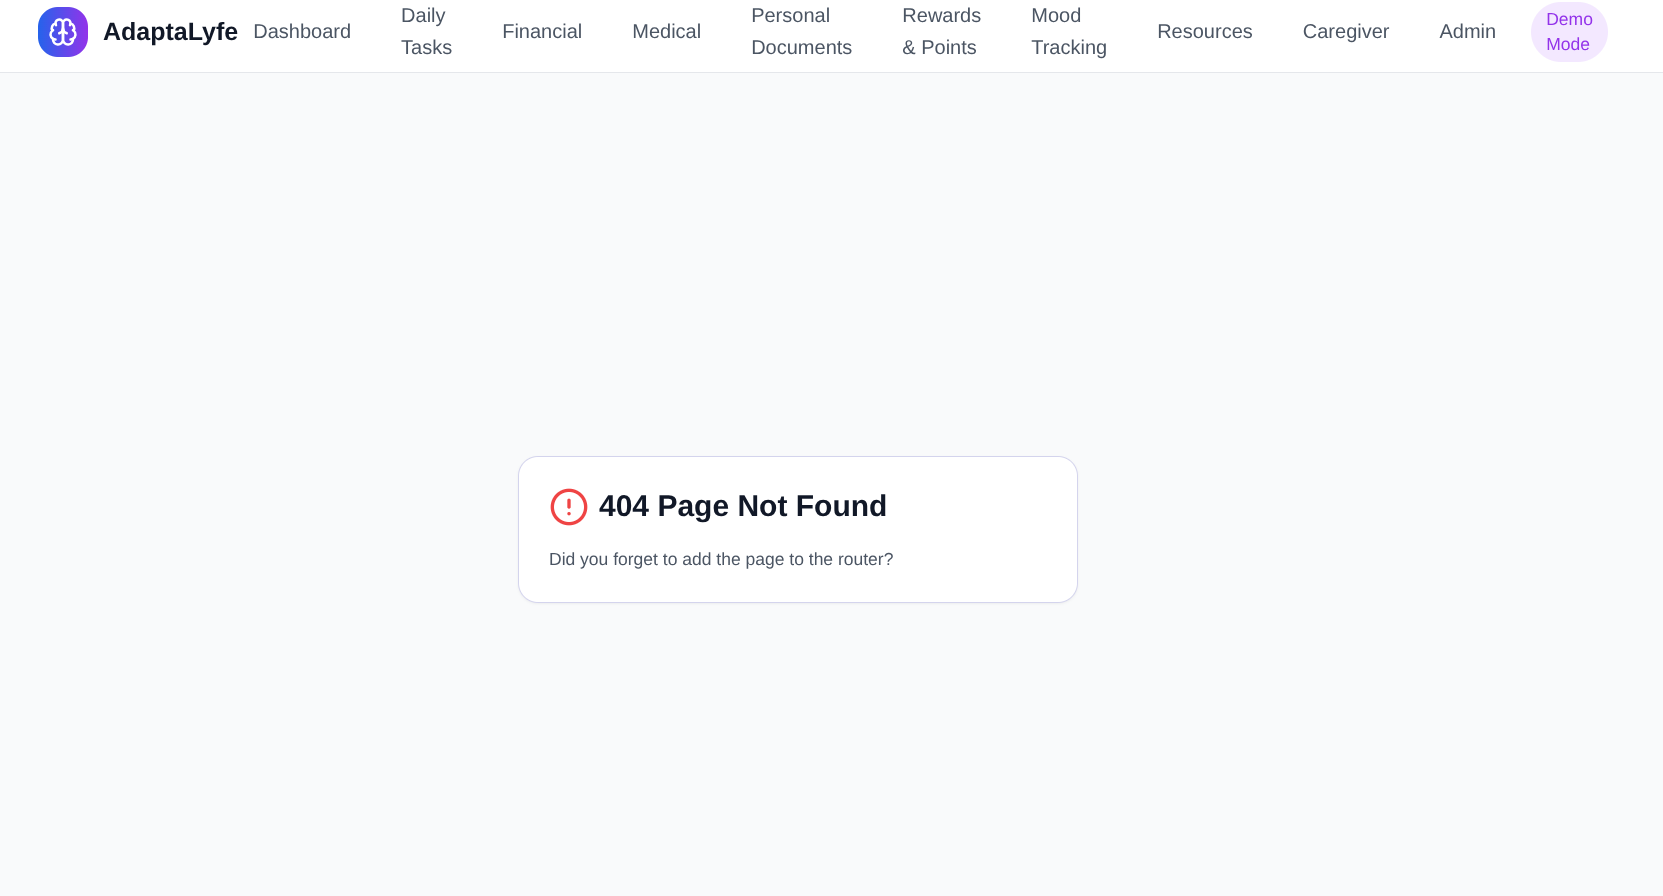 AdaptaLyfe
Dashboard
Daily
Tasks
Financial
Medical
Personal
Documents
Rewards
& Points
Mood
Tracking
Resources
Caregiver
Admin
Demo
Mode
404 Page Not Found
Did you forget to add the page to the router?